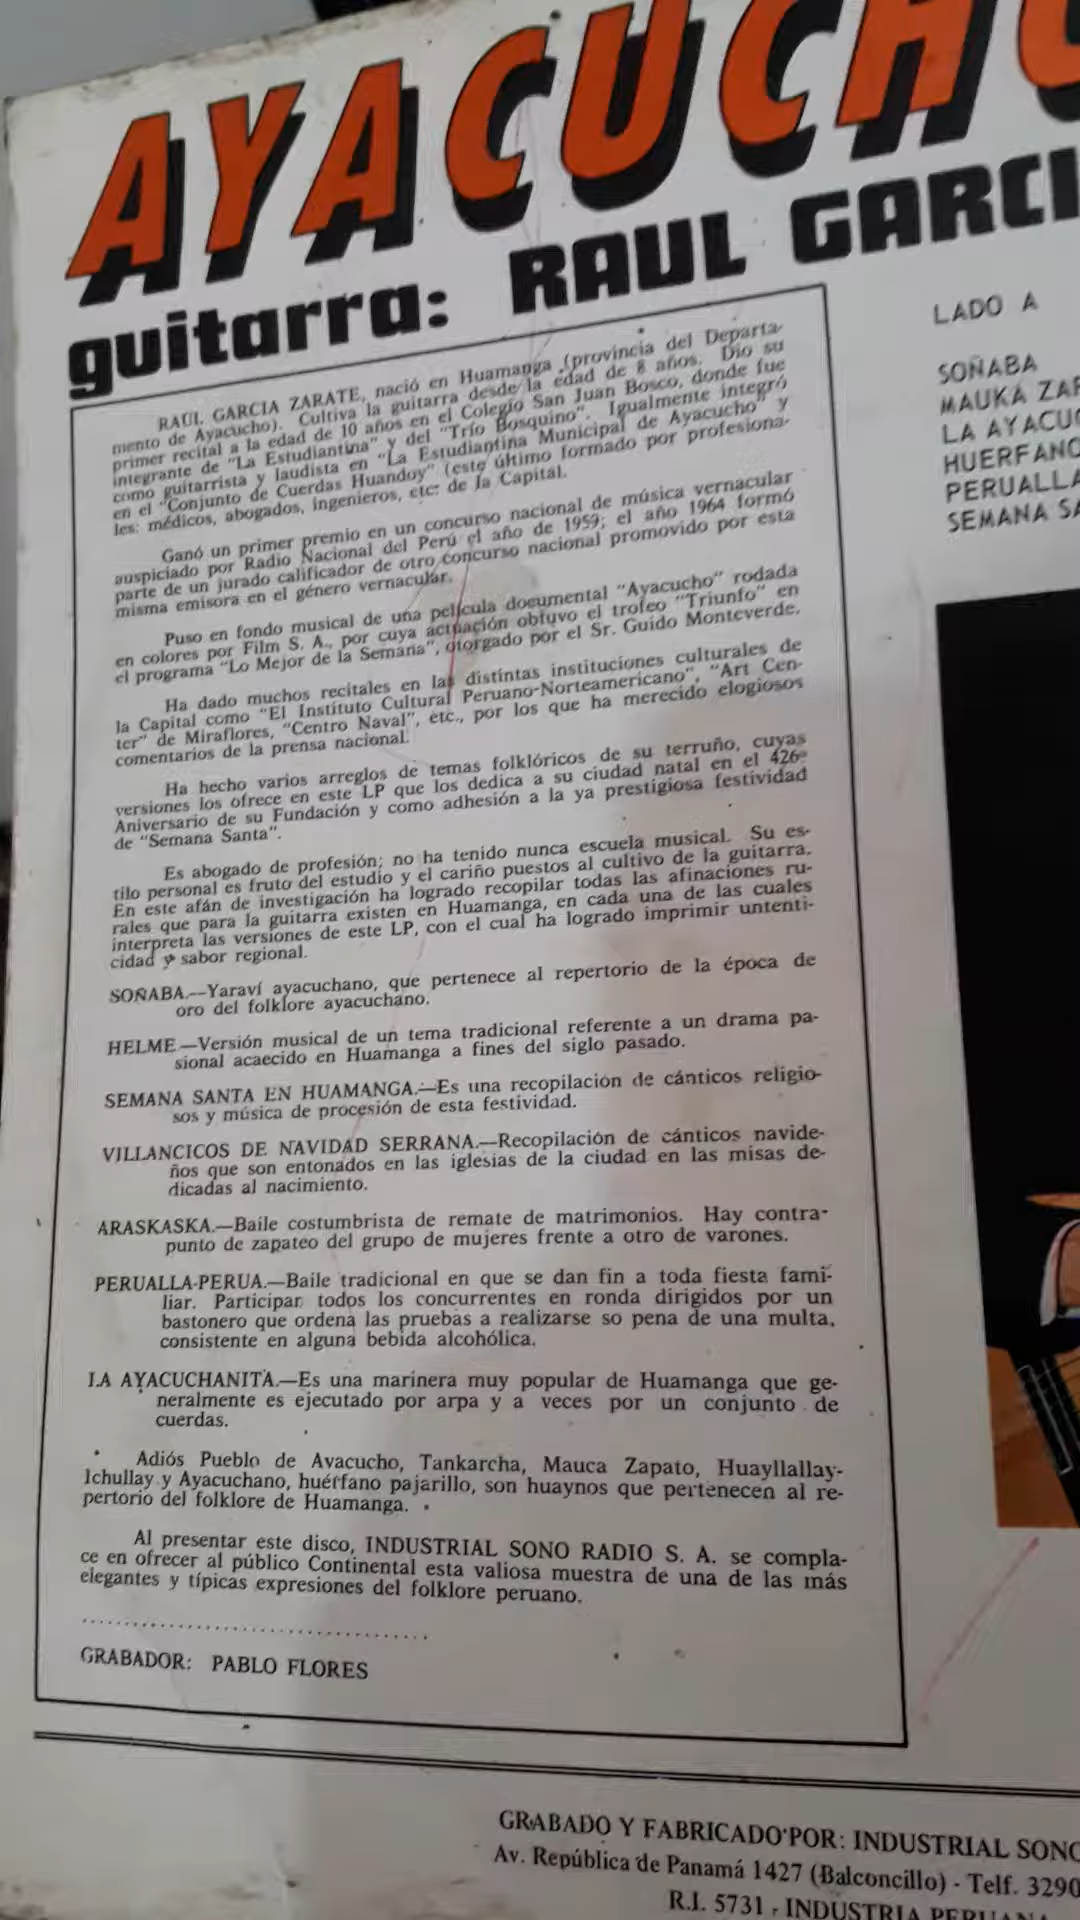 AYACUCHO
guitarra: RAUL GARCI
RAUL GARCIA ZARATE, nació en Huamanga (provincia del Departa-
mento de Ayacucho). Cultiva la guitarra desde la edad de 8 años. Dio su
primer recital a la edad de 10 años en el Colegio San Juan Bosco, donde fue
integrante de "La Estudiantina" y del "Trío Bosquino". Igualmente integró
como guitarrista y laudista en "La Estudiantina Municipal de Ayacucho" y
en el "Conjunto de Cuerdas Huandoy" (este último formado por profesiona-
les: médicos, abogados, ingenieros, etc: de la Capital.
Ganó un primer premio en un concurso nacional de música vernacular
auspiciado por Radio Nacional del Perú el año de 1959; el año 1964 formó
parte de un jurado calificador de otro concurso nacional promovido por esta
misma emisora en el género vernacular.
Puso en fondo musical de una película documental "Ayacucho" rodada
en colores por Film S. A., por cuya actuación obtuvo el trofeo "Triunfo" en
el programa "Lo Mejor de la Semana", otorgado por el Sr. Guido Monteverde.
Ha dado muchos recitales en las distintas instituciones culturales de
la Capital como "El Instituto Cultural Peruano-Norteamericano", "Art Cen-
ter" de Miraflores, "Centro Naval", etc., por los que ha merecido elogiosos
comentarios de la prensa nacional.
Ha hecho varios arreglos de temas folklóricos de su terruño, cuyas
versiones los ofrece en este LP que los dedica a su ciudad natal en el 426º
Aniversario de su Fundación y como adhesión a la ya prestigiosa festividad
de "Semana Santa".
Es abogado de profesión; no ha tenido nunca escuela musical. Su es-
tilo personal es fruto del estudio y el cariño puestos al cultivo de la guitarra.
En este afán de investigación ha logrado recopilar todas las afinaciones ru-
rales que para la guitarra existen en Huamanga, en cada una de las cuales
interpreta las versiones de este LP, con el cual ha logrado imprimir untenti-
cidad y sabor regional.
SOÑABA.—Yaraví ayacuchano, que pertenece al repertorio de la época de
oro del folklore ayacuchano.
HELME.—Versión musical de un tema tradicional referente a un drama pa-
sional acaecido en Huamanga a fines del siglo pasado.
SEMANA SANTA EN HUAMANGA.—Es una recopilación de cánticos religio-
sos y música de procesión de esta festividad.
VILLANCICOS DE NAVIDAD SERRANA.—Recopilación de cánticos navide-
ños que son entonados en las iglesias de la ciudad en las misas de-
dicadas al nacimiento.
ARASKASKA.—Baile costumbrista de remate de matrimonios. Hay contra-
punto de zapateo del grupo de mujeres frente a otro de varones.
PERUALLA-PERUA.—Baile tradicional en que se dan fin a toda fiesta fami-
liar. Participan todos los concurrentes en ronda dirigidos por un
bastonero que ordena las pruebas a realizarse so pena de una multa,
consistente en alguna bebida alcohólica.
LA AYACUCHANITA.—Es una marinera muy popular de Huamanga que ge-
neralmente es ejecutado por arpa y a veces por un conjunto de
cuerdas.
Adiós Pueblo de Ayacucho, Tankarcha, Mauca Zapato, Huayllallay-
Ichullay y Ayacuchano, huérfano pajarillo, son huaynos que pertenecen al re-
pertorio del folklore de Huamanga.
Al presentar este disco, INDUSTRIAL SONO RADIO S. A. se compla-
ce en ofrecer al público Continental esta valiosa muestra de una de las más
elegantes y típicas expresiones del folklore peruano.
GRABADOR: PABLO FLORES
LADO A
SOÑABA
MAUKA ZAP
LA AYACUC
HUERFANO
PERUALLA
SEMANA SA
GRABADO Y FABRICADO POR: INDUSTRIAL SONO
Av. República de Panamá 1427 (Balconcillo) - Telf. 3290
R.I. 5731 - INDUSTRIA PERUANA